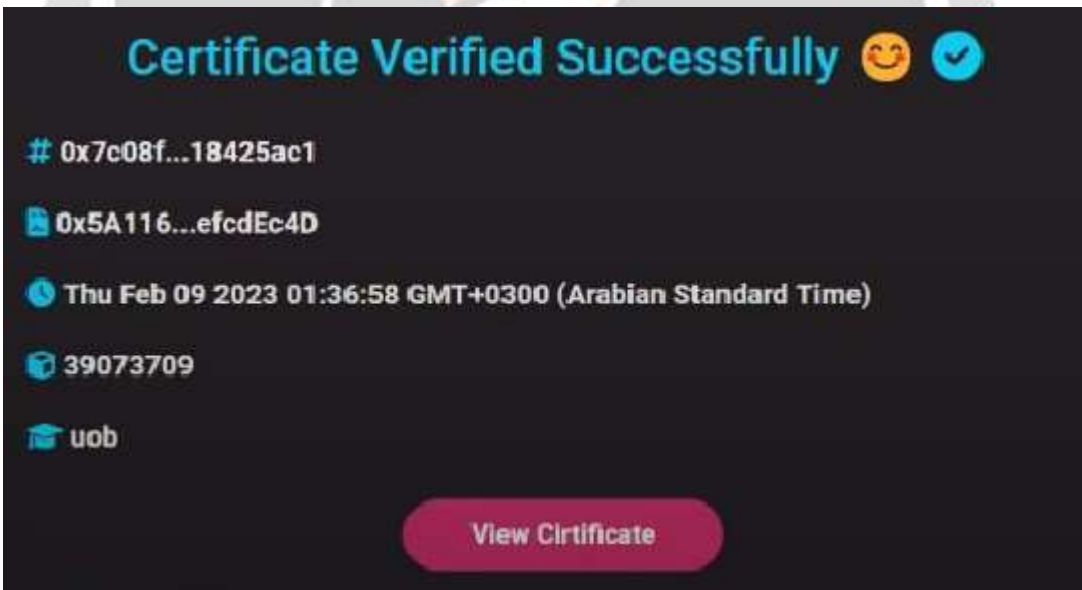 Certificate Verified Successfully 😊
# 0x7c08f...18425ac1
0x5A116...efcdEc4D
Thu Feb 09 2023 01:36:58 GMT+0300 (Arabian Standard Time)
39073709
uob
View Cirtificate